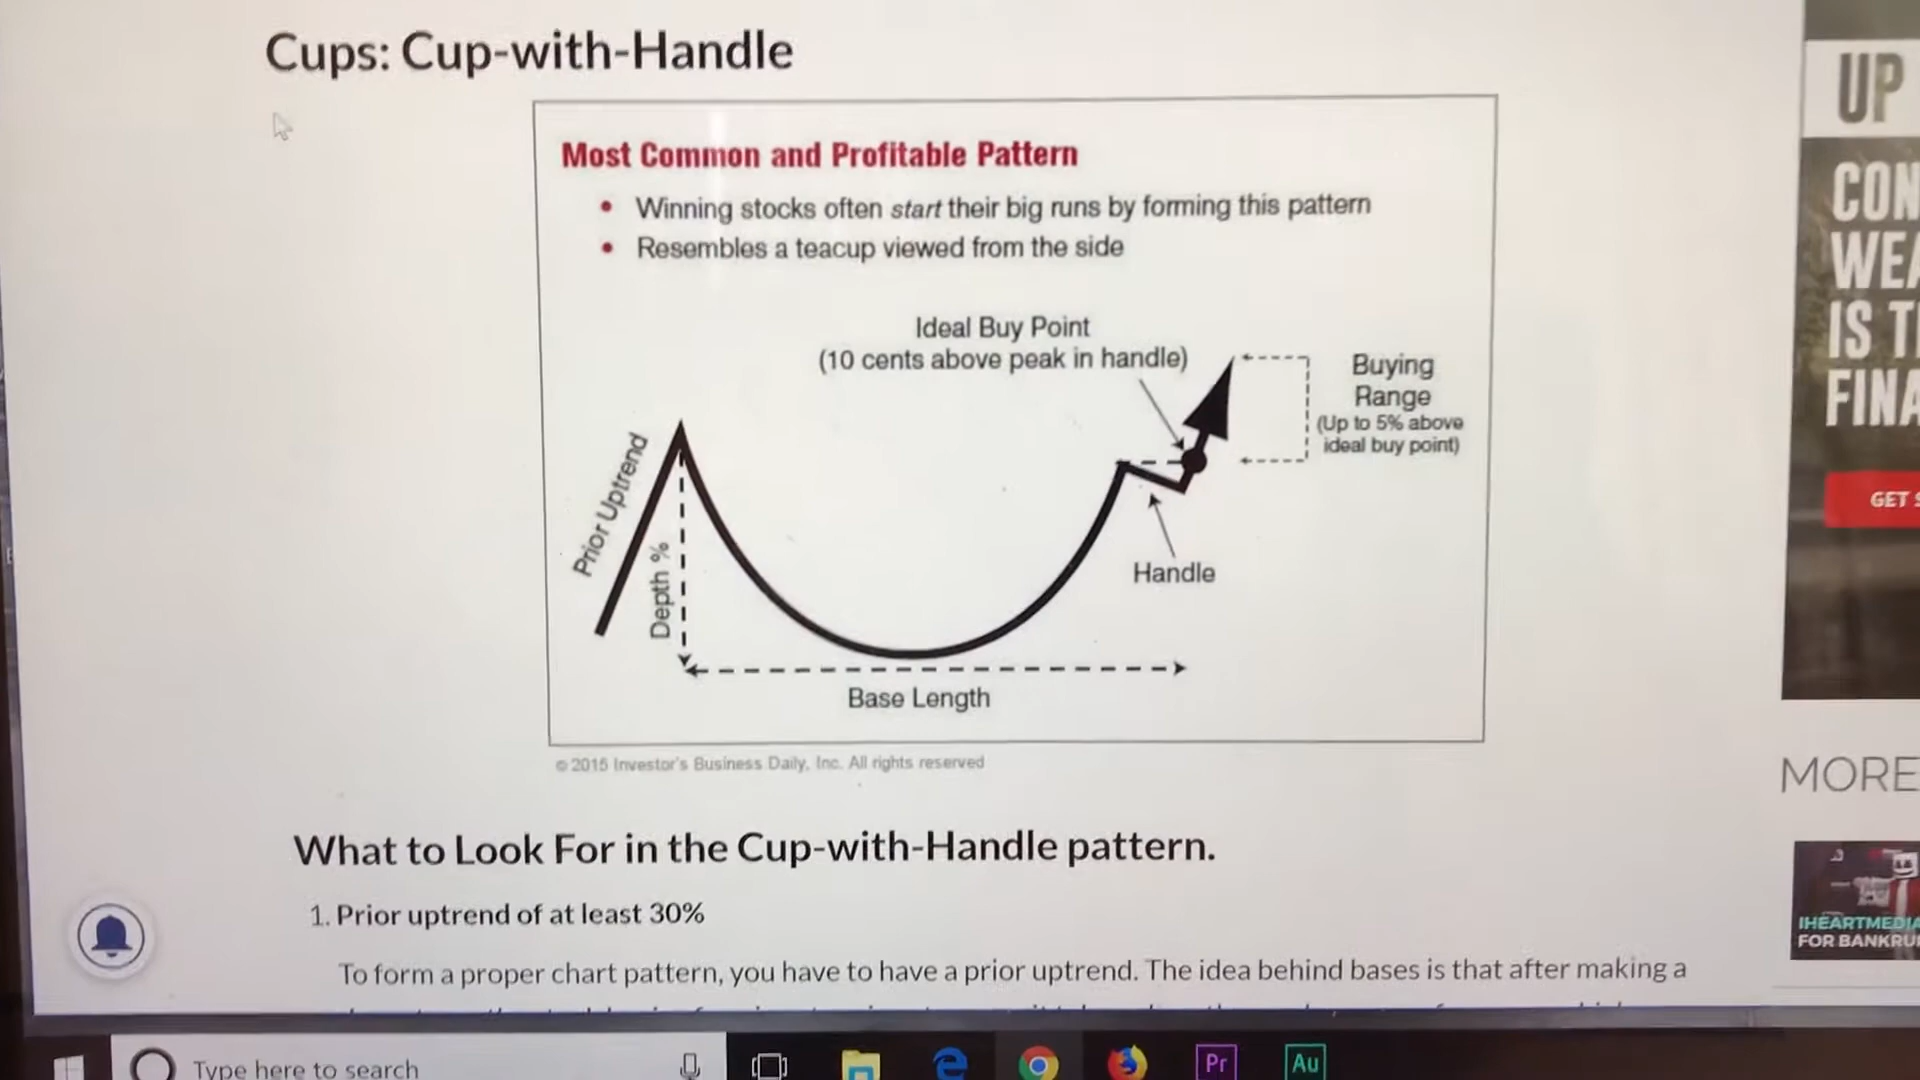 Cups: Cup-with-Handle
Most Common and Profitable Pattern
• Winning stocks often start their big runs by forming this pattern
• Resembles a teacup viewed from the side
Ideal Buy Point
(10 cents above peak in handle)
Buying
Range
(Up to 5% above
ideal buy point)
Prior Uptrend
Depth %
Handle
Base Length
© 2015 Investor's Business Daily, Inc. All rights reserved
What to Look For in the Cup-with-Handle pattern.
1. Prior uptrend of at least 30%
To form a proper chart pattern, you have to have a prior uptrend. The idea behind bases is that after making a
UP
CON
WEA
IS T
FINA
GET
MORE
IHEARTMEDIA
FOR BANKRU
Type here to search
Pr
Au